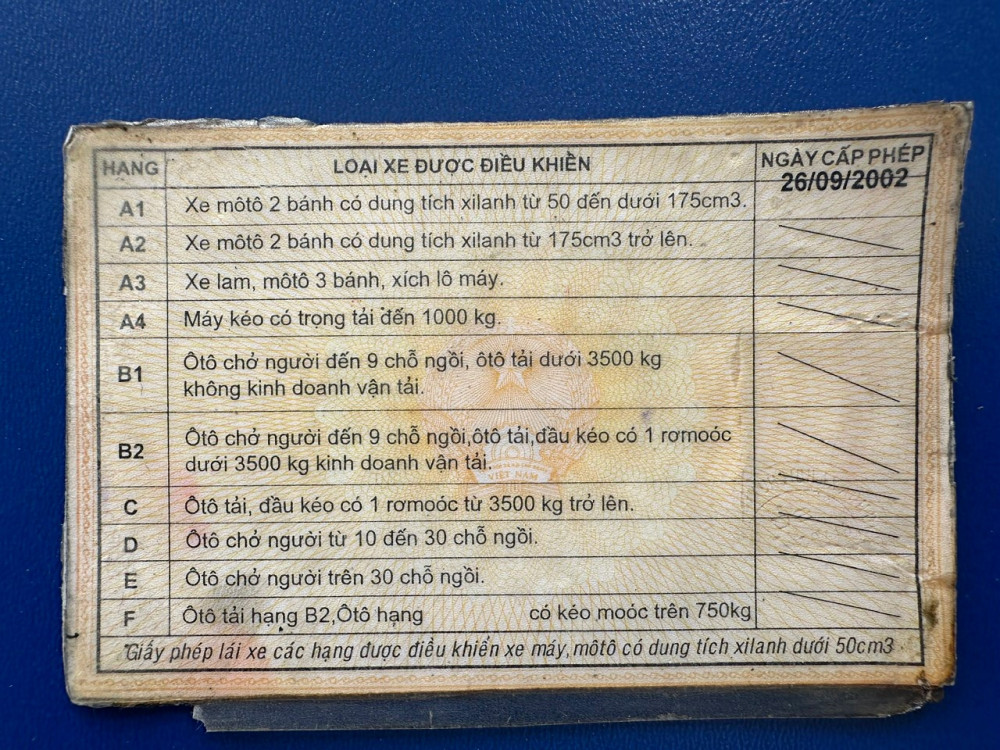 HẠNG LOẠI XE ĐƯỢC ĐIỀU KHIỂN NGÀY CẤP PHÉP
A1 Xe môtô 2 bánh có dung tích xilanh từ 50 đến dưới 175cm3. 26/09/2002
A2 Xe môtô 2 bánh có dung tích xilanh từ 175cm3 trở lên.
A3 Xe lam, môtô 3 bánh, xích lô máy.
A4 Máy kéo có trọng tải đến 1000 kg.
B1 Ôtô chở người đến 9 chỗ ngồi, ôtô tải dưới 3500 kg
không kinh doanh vận tải.
B2 Ôtô chở người đến 9 chỗ ngồi,ôtô tải,đầu kéo có 1 rơmoóc
dưới 3500 kg kinh doanh vận tải.
VIỆT NAM
C Ôtô tải, đầu kéo có 1 rơmoóc từ 3500 kg trở lên.
D Ôtô chở người từ 10 đến 30 chỗ ngồi.
E Ôtô chở người trên 30 chỗ ngồi.
F Ôtô tải hạng B2,Ôtô hạng có kéo moóc trên 750kg
Giấy phép lái xe các hạng được điều khiển xe máy,môtô có dung tích xilanh dưới 50cm3